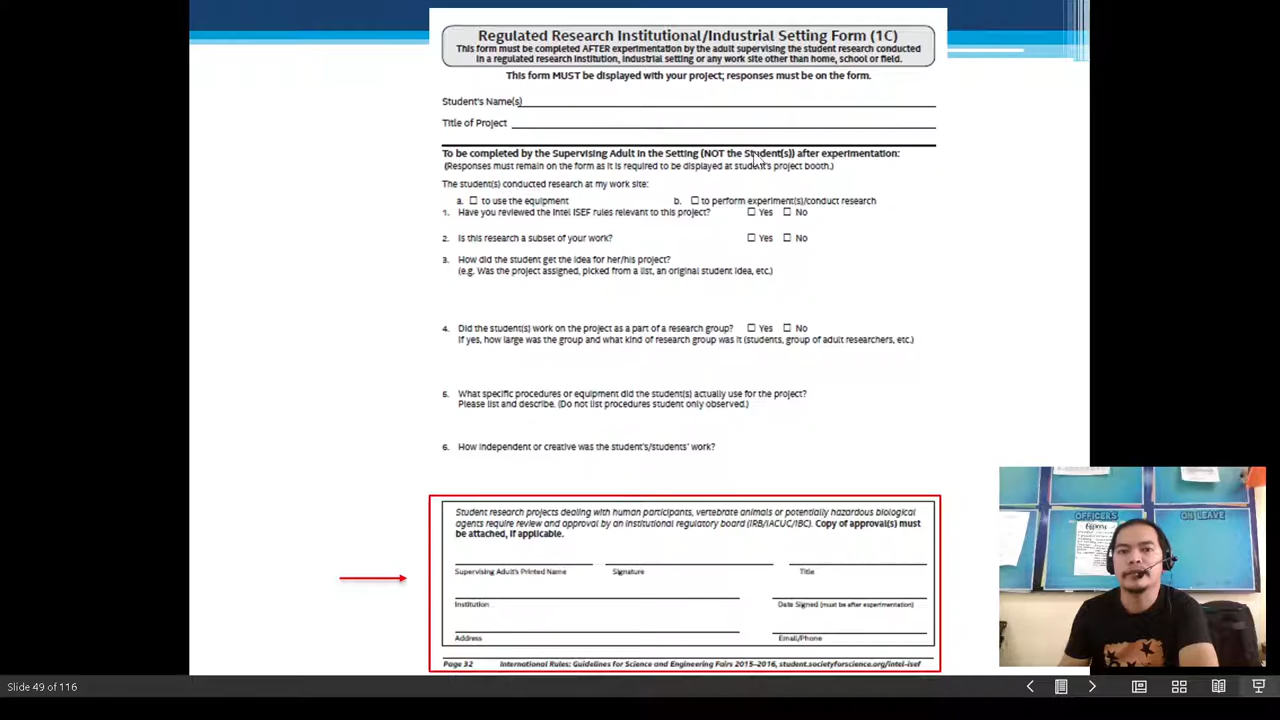 Regulated Research Institutional/Industrial Setting Form (1C)
This form must be completed AFTER experimentation by the adult supervising the student research conducted
in a regulated research institution, industrial setting or any work site other than home, school or field.
This form MUST be displayed with your project; responses must be on the form.
Student's Name(s)
Title of Project
To be completed by the Supervising Adult in the Setting (NOT the Student(s)) after experimentation:
(Responses must remain on the form as it is required to be displayed at student's project booth.)
The student(s) conducted research at my work site:
a. ☐ to use the equipment b. ☐ to perform experiment(s)/conduct research
1. Have you reviewed the Intel ISEF rules relevant to this project? ☐ Yes ☐ No
2. Is this research a subset of your work? ☐ Yes ☐ No
3. How did the student get the idea for her/his project?
(e.g. Was the project assigned, picked from a list, an original student idea, etc.)
4. Did the student(s) work on the project as a part of a research group? ☐ Yes ☐ No
If yes, how large was the group and what kind of research group was it (students, group of adult researchers, etc.)
5. What specific procedures or equipment did the student(s) actually use for the project?
Please list and describe. (Do not list procedures student only observed.)
6. How independent or creative was the student's/students' work?
Student research projects dealing with human participants, vertebrate animals or potentially hazardous biological
agents require review and approval by an institutional regulatory board (IRB/IACUC/IBC). Copy of approval(s) must
be attached, if applicable.
Supervising Adult's Printed Name Signature Title
Institution Date Signed (must be after experimentation)
Address Email/Phone
Page 32 International Rules: Guidelines for Science and Engineering Fairs 2015–2016, student.societyforscience.org/intel-isef
OFFICERS
ON LEAVE
Slide 49 of 116